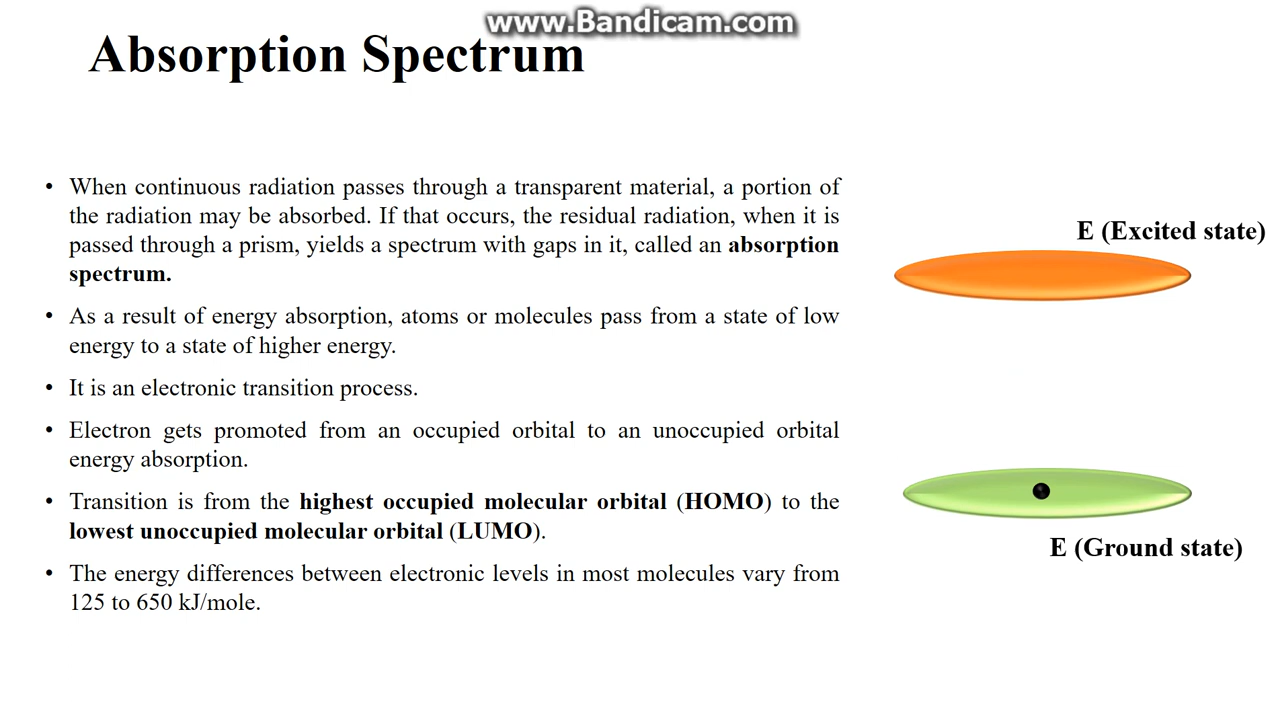 www.Bandicam.com
Absorption Spectrum
• When continuous radiation passes through a transparent material, a portion of
the radiation may be absorbed. If that occurs, the residual radiation, when it is
passed through a prism, yields a spectrum with gaps in it, called an absorption
spectrum.
• As a result of energy absorption, atoms or molecules pass from a state of low
energy to a state of higher energy.
• It is an electronic transition process.
• Electron gets promoted from an occupied orbital to an unoccupied orbital
energy absorption.
• Transition is from the highest occupied molecular orbital (HOMO) to the
lowest unoccupied molecular orbital (LUMO).
• The energy differences between electronic levels in most molecules vary from
125 to 650 kJ/mole.
E (Excited state)
E (Ground state)